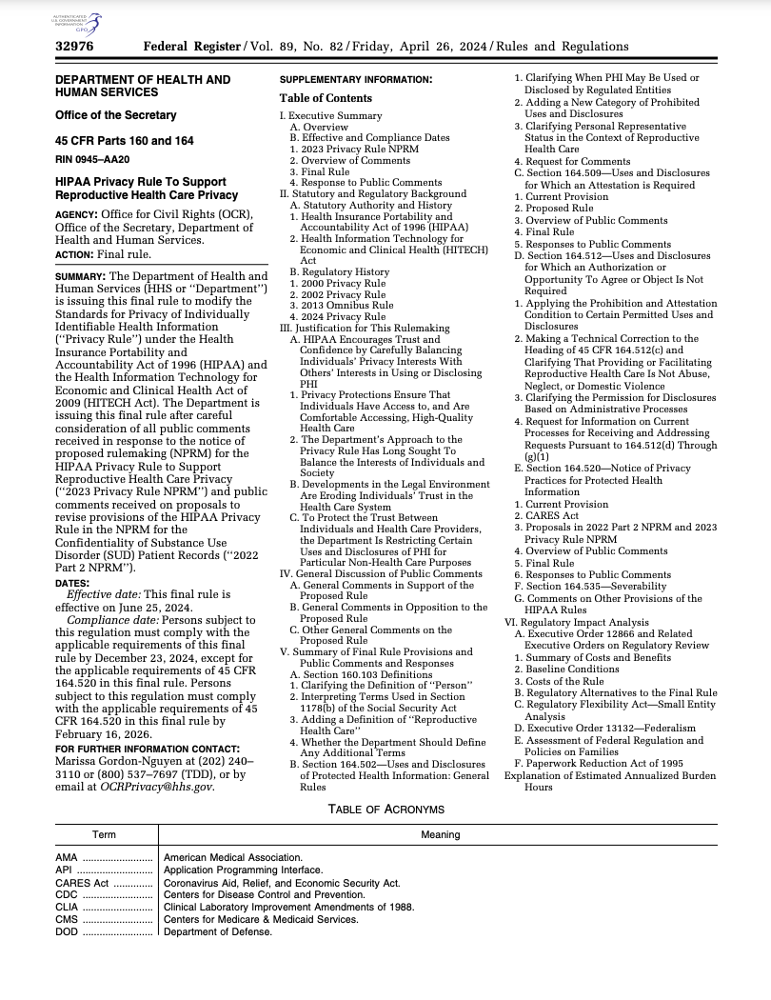 AUTHENTICATED
U.S. GOVERNMENT
INFORMATION
GPO
32976
Federal Register / Vol. 89, No. 82 / Friday, April 26, 2024 / Rules and Regulations
DEPARTMENT OF HEALTH AND
HUMAN SERVICES
Office of the Secretary
45 CFR Parts 160 and 164
RIN 0945–AA20
HIPAA Privacy Rule To Support
Reproductive Health Care Privacy
AGENCY: Office for Civil Rights (OCR),
Office of the Secretary, Department of
Health and Human Services.
ACTION: Final rule.
SUMMARY: The Department of Health and
Human Services (HHS or ‘‘Department’’)
is issuing this final rule to modify the
Standards for Privacy of Individually
Identifiable Health Information
(‘‘Privacy Rule’’) under the Health
Insurance Portability and
Accountability Act of 1996 (HIPAA) and
the Health Information Technology for
Economic and Clinical Health Act of
2009 (HITECH Act). The Department is
issuing this final rule after careful
consideration of all public comments
received in response to the notice of
proposed rulemaking (NPRM) for the
HIPAA Privacy Rule to Support
Reproductive Health Care Privacy
(‘‘2023 Privacy Rule NPRM’’) and public
comments received on proposals to
revise provisions of the HIPAA Privacy
Rule in the NPRM for the
Confidentiality of Substance Use
Disorder (SUD) Patient Records (‘‘2022
Part 2 NPRM’’).
DATES:
Effective date: This final rule is
effective on June 25, 2024.
Compliance date: Persons subject to
this regulation must comply with the
applicable requirements of this final
rule by December 23, 2024, except for
the applicable requirements of 45 CFR
164.520 in this final rule. Persons
subject to this regulation must comply
with the applicable requirements of 45
CFR 164.520 in this final rule by
February 16, 2026.
FOR FURTHER INFORMATION CONTACT:
Marissa Gordon-Nguyen at (202) 240–
3110 or (800) 537–7697 (TDD), or by
email at OCRPrivacy@hhs.gov.
SUPPLEMENTARY INFORMATION:
Table of Contents
I. Executive Summary
A. Overview
B. Effective and Compliance Dates
1. 2023 Privacy Rule NPRM
2. Overview of Comments
3. Final Rule
4. Response to Public Comments
II. Statutory and Regulatory Background
A. Statutory Authority and History
1. Health Insurance Portability and
Accountability Act of 1996 (HIPAA)
2. Health Information Technology for
Economic and Clinical Health (HITECH)
Act
B. Regulatory History
1. 2000 Privacy Rule
2. 2002 Privacy Rule
3. 2013 Omnibus Rule
4. 2024 Privacy Rule
III. Justification for This Rulemaking
A. HIPAA Encourages Trust and
Confidence by Carefully Balancing
Individuals’ Privacy Interests With
Others’ Interests in Using or Disclosing
PHI
1. Privacy Protections Ensure That
Individuals Have Access to, and Are
Comfortable Accessing, High-Quality
Health Care
2. The Department’s Approach to the
Privacy Rule Has Long Sought To
Balance the Interests of Individuals and
Society
B. Developments in the Legal Environment
Are Eroding Individuals’ Trust in the
Health Care System
C. To Protect the Trust Between
Individuals and Health Care Providers,
the Department Is Restricting Certain
Uses and Disclosures of PHI for
Particular Non-Health Care Purposes
IV. General Discussion of Public Comments
A. General Comments in Support of the
Proposed Rule
B. General Comments in Opposition to the
Proposed Rule
C. Other General Comments on the
Proposed Rule
V. Summary of Final Rule Provisions and
Public Comments and Responses
A. Section 160.103 Definitions
1. Clarifying the Definition of ‘‘Person’’
2. Interpreting Terms Used in Section
1178(b) of the Social Security Act
3. Adding a Definition of ‘‘Reproductive
Health Care’’
4. Whether the Department Should Define
Any Additional Terms
B. Section 164.502—Uses and Disclosures
of Protected Health Information: General
Rules
1. Clarifying When PHI May Be Used or
Disclosed by Regulated Entities
2. Adding a New Category of Prohibited
Uses and Disclosures
3. Clarifying Personal Representative
Status in the Context of Reproductive
Health Care
4. Request for Comments
C. Section 164.509—Uses and Disclosures
for Which an Attestation is Required
1. Current Provision
2. Proposed Rule
3. Overview of Public Comments
4. Final Rule
5. Responses to Public Comments
D. Section 164.512—Uses and Disclosures
for Which an Authorization or
Opportunity To Agree or Object Is Not
Required
1. Applying the Prohibition and Attestation
Condition to Certain Permitted Uses and
Disclosures
2. Making a Technical Correction to the
Heading of 45 CFR 164.512(c) and
Clarifying That Providing or Facilitating
Reproductive Health Care Is Not Abuse,
Neglect, or Domestic Violence
3. Clarifying the Permission for Disclosures
Based on Administrative Processes
4. Request for Information on Current
Processes for Receiving and Addressing
Requests Pursuant to 164.512(d) Through
(g)(1)
E. Section 164.520—Notice of Privacy
Practices for Protected Health
Information
1. Current Provision
2. CARES Act
3. Proposals in 2022 Part 2 NPRM and 2023
Privacy Rule NPRM
4. Overview of Public Comments
5. Final Rule
6. Responses to Public Comments
F. Section 164.535—Severability
G. Comments on Other Provisions of the
HIPAA Rules
VI. Regulatory Impact Analysis
A. Executive Order 12866 and Related
Executive Orders on Regulatory Review
1. Summary of Costs and Benefits
2. Baseline Conditions
3. Costs of the Rule
B. Regulatory Alternatives to the Final Rule
C. Regulatory Flexibility Act—Small Entity
Analysis
D. Executive Order 13132—Federalism
E. Assessment of Federal Regulation and
Policies on Families
F. Paperwork Reduction Act of 1995
Explanation of Estimated Annualized Burden
Hours
TABLE OF ACRONYMS
Term Meaning
AMA ......................... American Medical Association.
API ........................... Application Programming Interface.
CARES Act ............. Coronavirus Aid, Relief, and Economic Security Act.
CDC ......................... Centers for Disease Control and Prevention.
CLIA ......................... Clinical Laboratory Improvement Amendments of 1988.
CMS ......................... Centers for Medicare & Medicaid Services.
DOD ......................... Department of Defense.